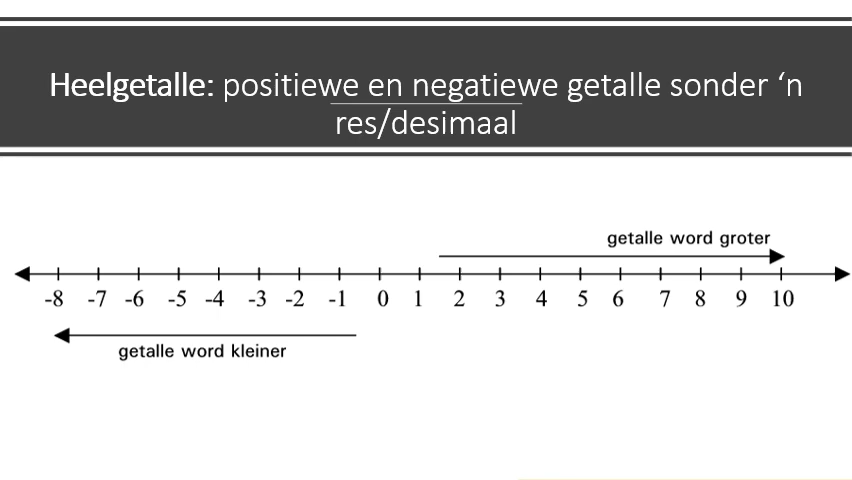 Heelgetalle: positiewe en negatiewe getalle sonder ‘n
res/desimaal
getalle word groter
-8 -7 -6 -5 -4 -3 -2 -1 0 1 2 3 4 5 6 7 8 9 10
getalle word kleiner